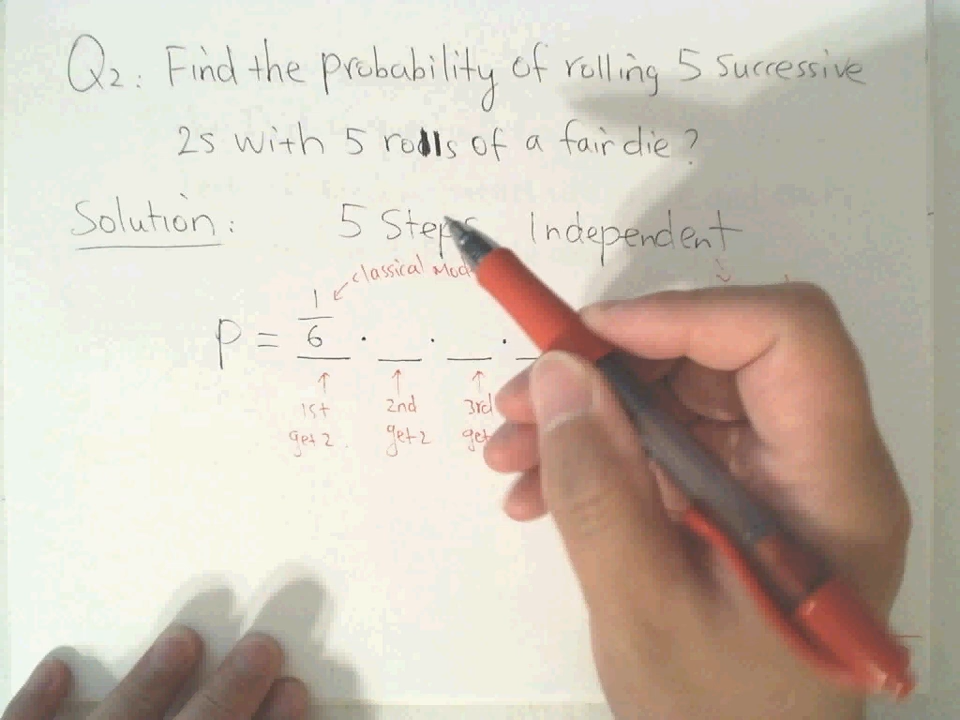 Q2: Find the probability of rolling 5 successive
2s with 5 rolls of a fair die?
Solution: 5 Steps Independent
classical
P = 1/6 · __ · __ · __
1st 2nd 3rd
get 2 get 2 get